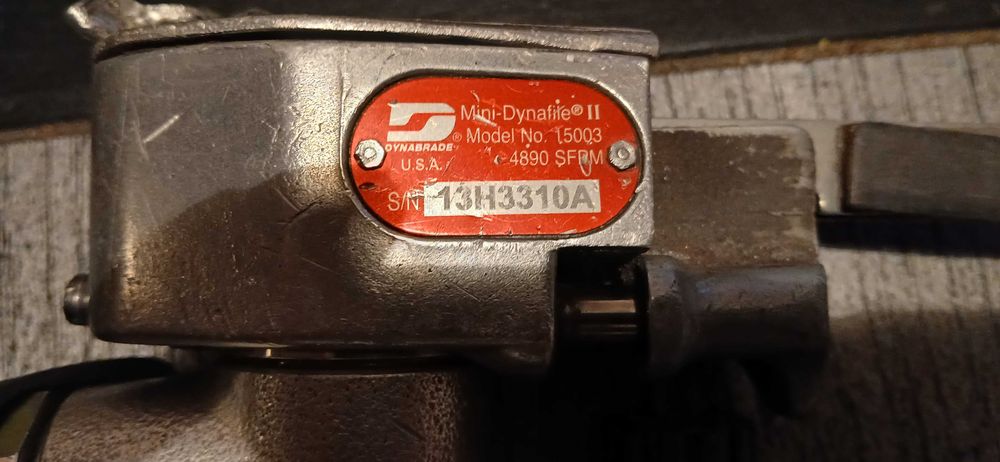 Mini-Dynafile® II
DYNABRADE®
Model No. 15003
U.S.A.
4890 SFPM
S/N 13H3310A